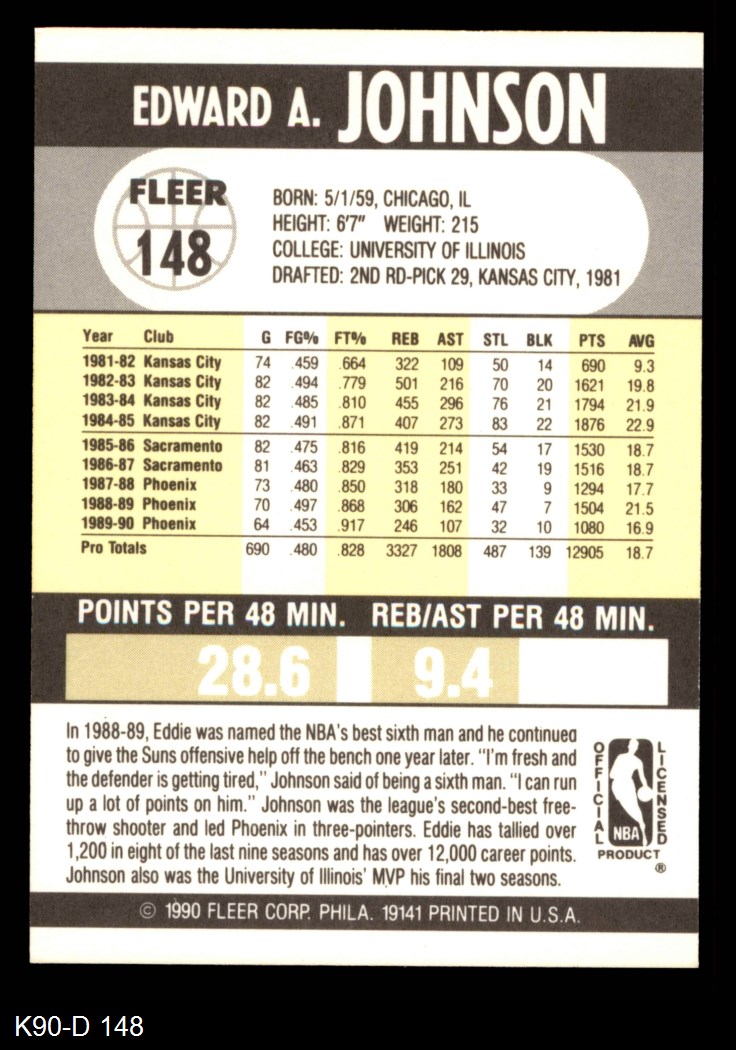 EDWARD A. JOHNSON
FLEER
148
BORN: 5/1/59, CHICAGO, IL
HEIGHT: 6'7" WEIGHT: 215
COLLEGE: UNIVERSITY OF ILLINOIS
DRAFTED: 2ND RD-PICK 29, KANSAS CITY, 1981
Year Club G FG% FT% REB AST STL BLK PTS AVG
1981-82 Kansas City 74 .459 .664 322 109 50 14 690 9.3
1982-83 Kansas City 82 .494 .779 501 216 70 20 1621 19.8
1983-84 Kansas City 82 .485 .810 455 296 76 21 1794 21.9
1984-85 Kansas City 82 .491 .871 407 273 83 22 1876 22.9
1985-86 Sacramento 82 .475 .816 419 214 54 17 1530 18.7
1986-87 Sacramento 81 .463 .829 353 251 42 19 1516 18.7
1987-88 Phoenix 73 .480 .850 318 180 33 9 1294 17.7
1988-89 Phoenix 70 .497 .868 306 162 47 7 1504 21.5
1989-90 Phoenix 64 .453 .917 246 107 32 10 1080 16.9
Pro Totals 690 .480 .828 3327 1808 487 139 12905 18.7
POINTS PER 48 MIN. REB/AST PER 48 MIN.
28.6 9.4
In 1988-89, Eddie was named the NBA's best sixth man and he continued
to give the Suns offensive help off the bench one year later. "I'm fresh and
the defender is getting tired," Johnson said of being a sixth man. "I can run
up a lot of points on him." Johnson was the league's second-best free-
throw shooter and led Phoenix in three-pointers. Eddie has tallied over
1,200 in eight of the last nine seasons and has over 12,000 career points.
Johnson also was the University of Illinois' MVP his final two seasons.
OFFICIAL
LICENSED
NBA
PRODUCT
®
© 1990 FLEER CORP. PHILA. 19141 PRINTED IN U.S.A.
K90-D 148